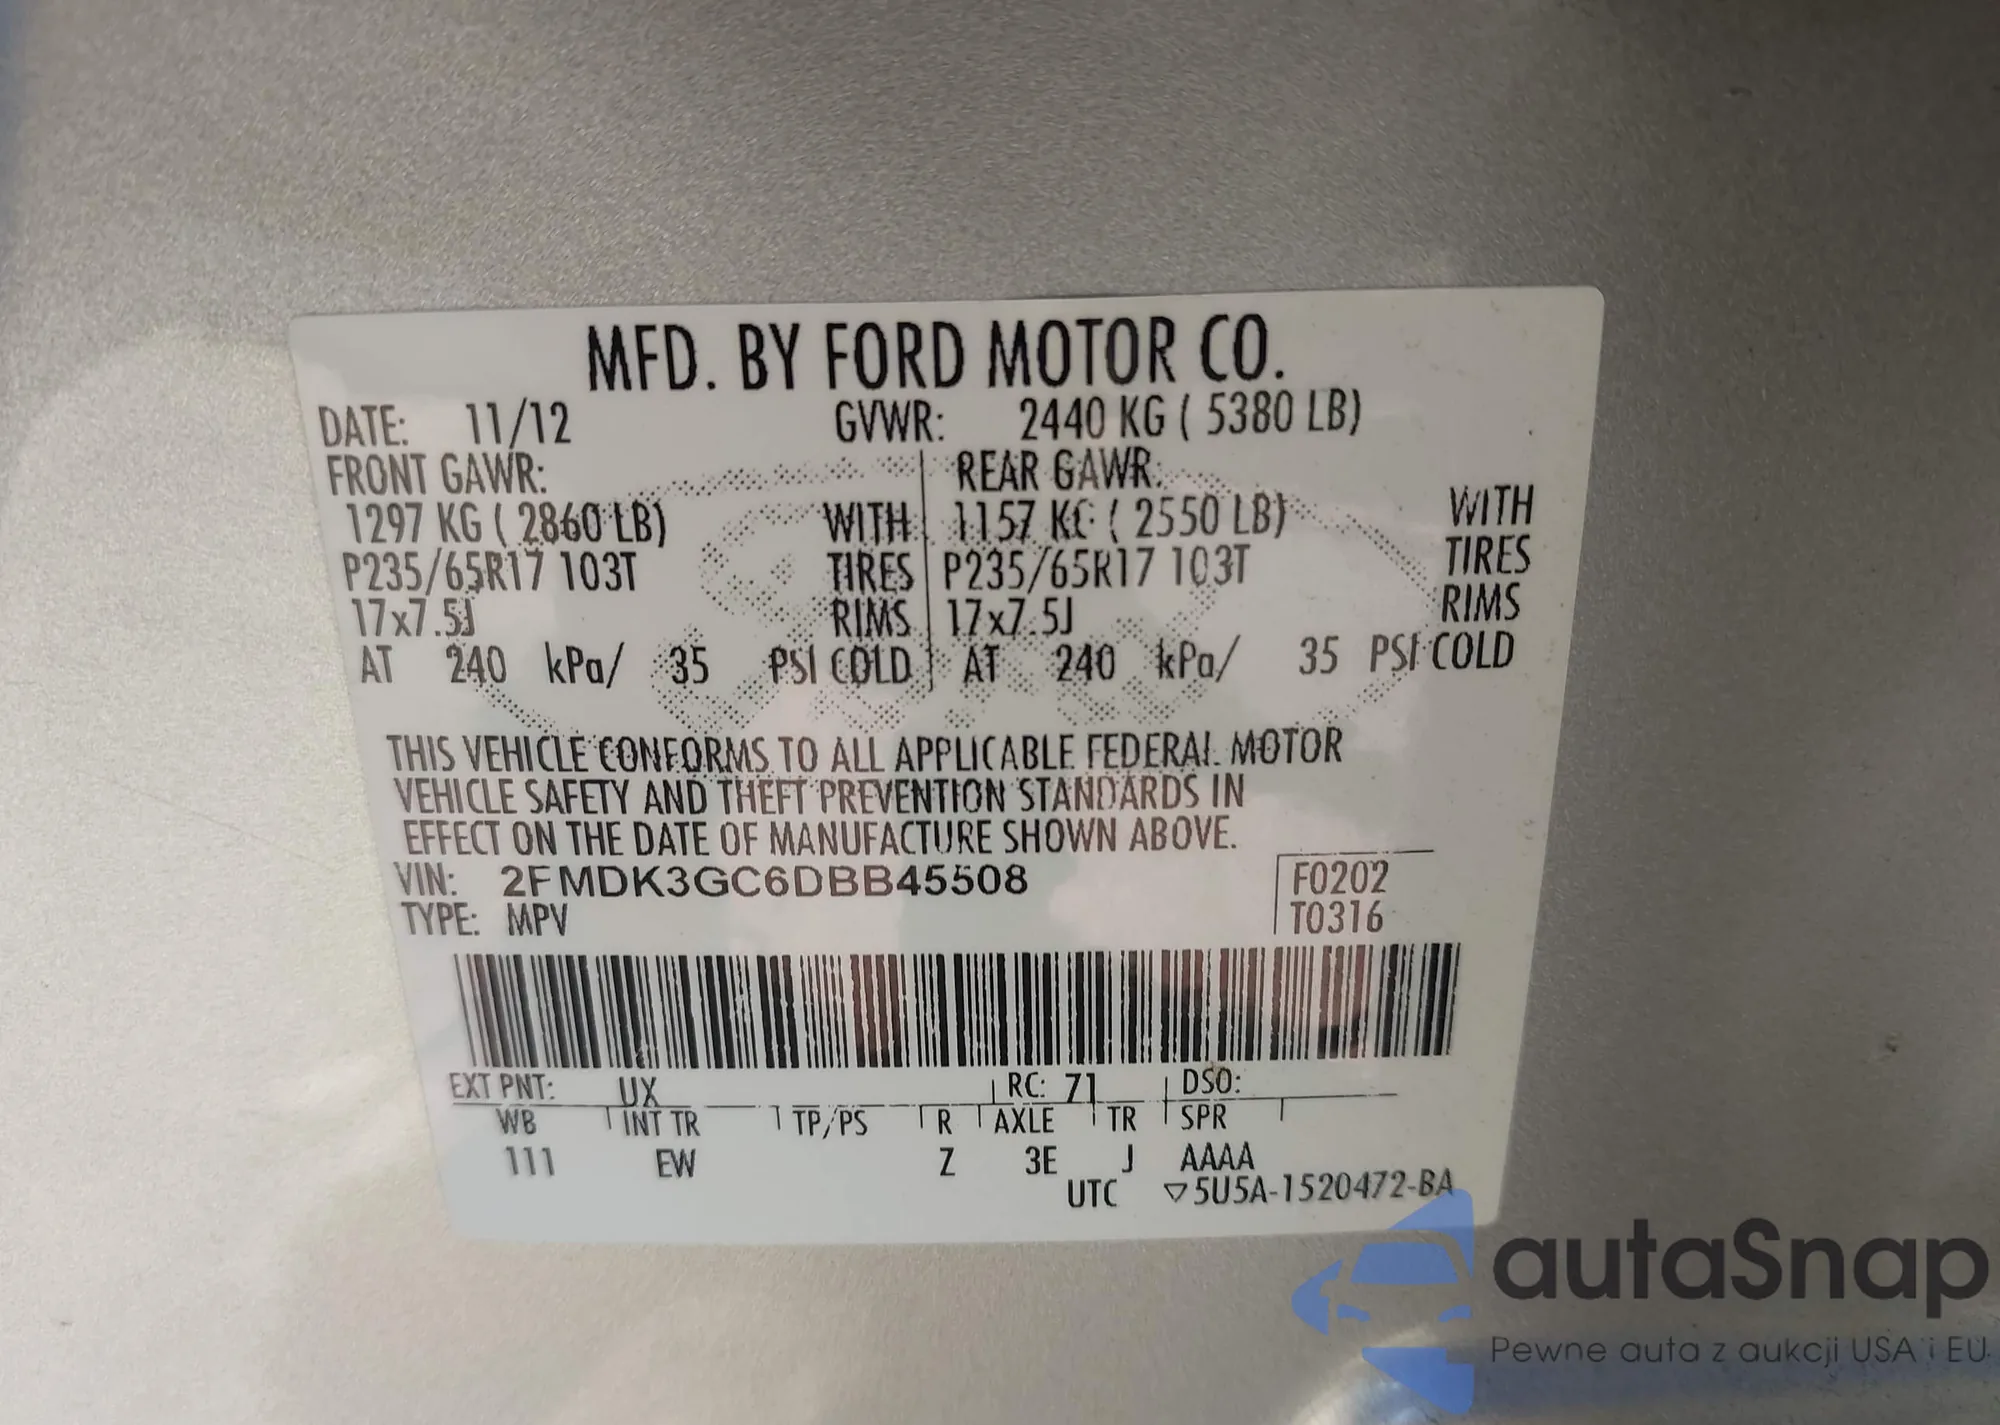 MFD. BY FORD MOTOR CO.
DATE: 11/12 GVWR: 2440 KG ( 5380 LB)
FRONT GAWR: REAR GAWR:
1297 KG ( 2860 LB) WITH 1157 KG ( 2550 LB) WITH
P235/65R17 103T TIRES P235/65R17 103T TIRES
17x7.5J RIMS 17x7.5J RIMS
AT 240 kPa/ 35 PSI COLD AT 240 kPa/ 35 PSI COLD
THIS VEHICLE CONFORMS TO ALL APPLICABLE FEDERAL MOTOR
VEHICLE SAFETY AND THEFT PREVENTION STANDARDS IN
EFFECT ON THE DATE OF MANUFACTURE SHOWN ABOVE.
VIN: 2FMDK3GC6DBB45508 F0202
TYPE: MPV T0316
EXT PNT: UX RC: 71 DSO:
WB INT TR TP/PS R AXLE TR SPR
111 EW Z 3E J AAAA
UTC ▽5U5A-1520472-BA
autaSnap
Pewne auta z aukcji USA i EU